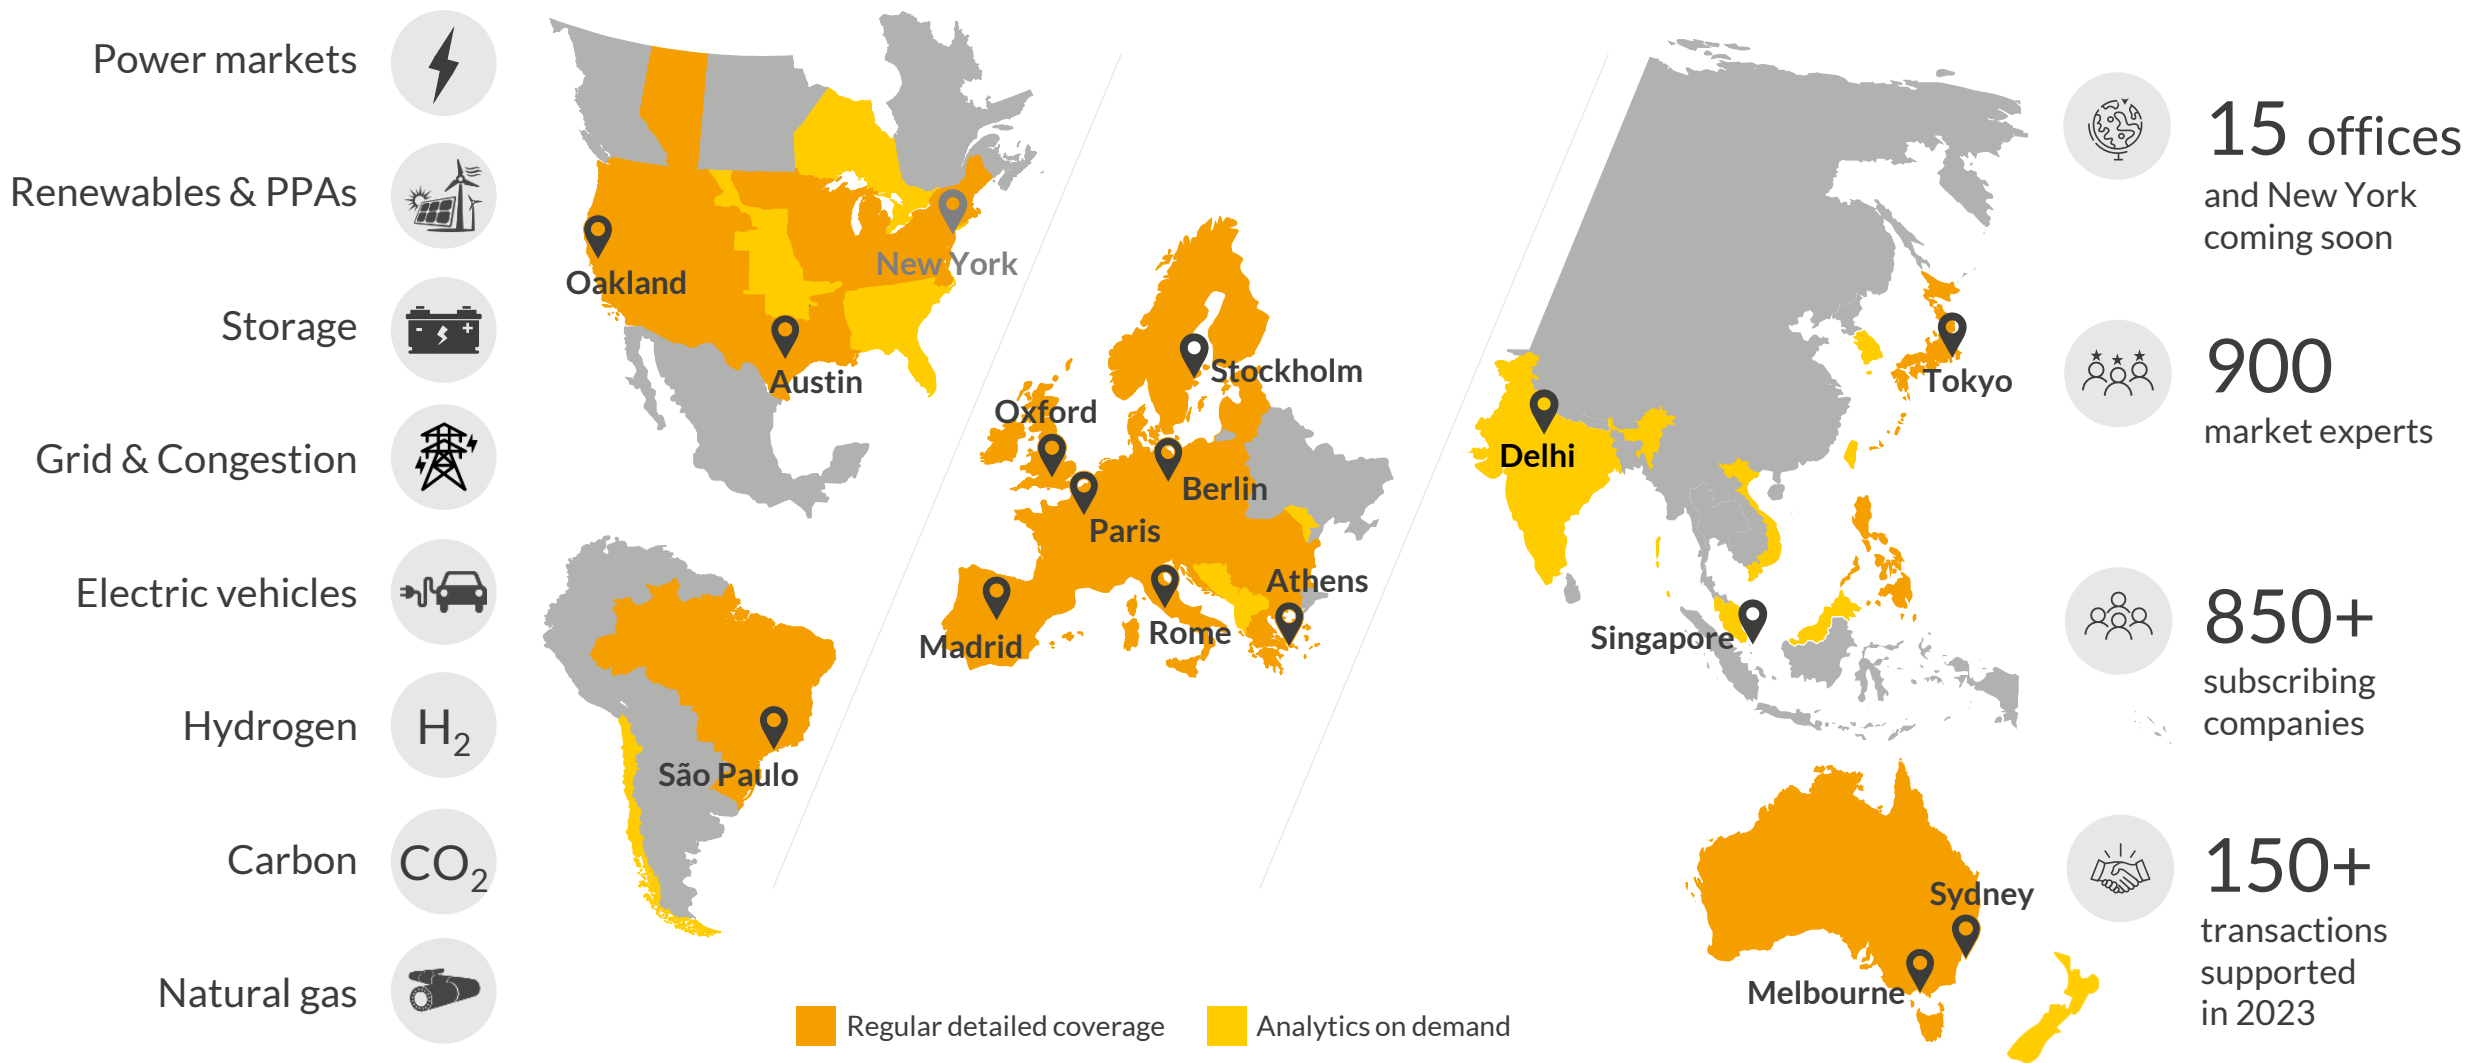 Power markets
Renewables & PPAs
Storage
- +
Grid & Congestion
Electric vehicles
Hydrogen
H2
Carbon
CO2
Natural gas
Oakland
New York
Austin
São Paulo
Stockholm
Oxford
Berlin
Paris
Athens
Madrid
Rome
Delhi
Tokyo
Singapore
Sydney
Melbourne
Regular detailed coverage
Analytics on demand
15 offices
and New York
coming soon
900
market experts
850+
subscribing
companies
150+
transactions
supported
in 2023